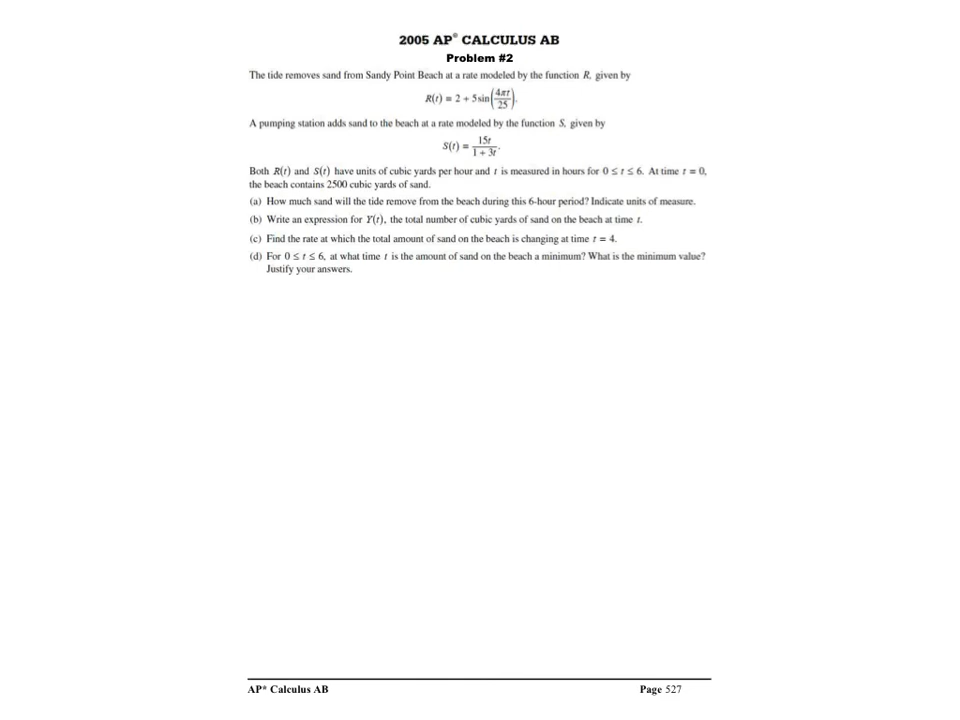 2005 AP® CALCULUS AB
Problem #2
The tide removes sand from Sandy Point Beach at a rate modeled by the function R, given by
R(t) = 2 + 5sin(4πt/25).
A pumping station adds sand to the beach at a rate modeled by the function S, given by
S(t) = 15t/(1 + 3t).
Both R(t) and S(t) have units of cubic yards per hour and t is measured in hours for 0 ≤ t ≤ 6. At time t = 0,
the beach contains 2500 cubic yards of sand.
(a) How much sand will the tide remove from the beach during this 6-hour period? Indicate units of measure.
(b) Write an expression for Y(t), the total number of cubic yards of sand on the beach at time t.
(c) Find the rate at which the total amount of sand on the beach is changing at time t = 4.
(d) For 0 ≤ t ≤ 6, at what time t is the amount of sand on the beach a minimum? What is the minimum value?
Justify your answers.
AP* Calculus AB Page 527